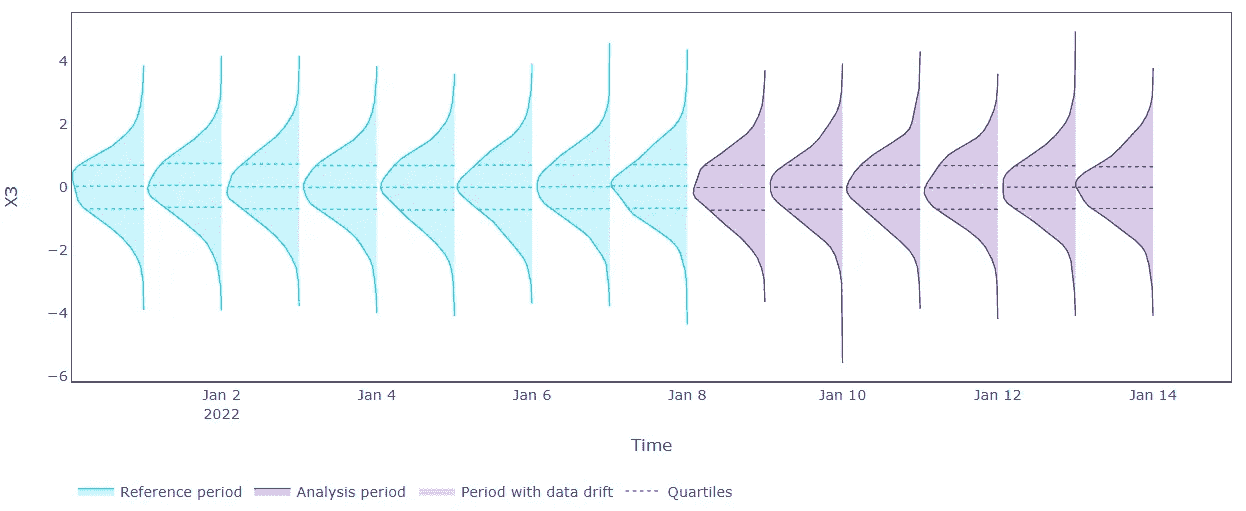 X3
4
2
0
−2
−4
−6
Jan 2
2022
Jan 4
Jan 6
Jan 8
Jan 10
Jan 12
Jan 14
Time
Reference period
Analysis period
Period with data drift
Quartiles